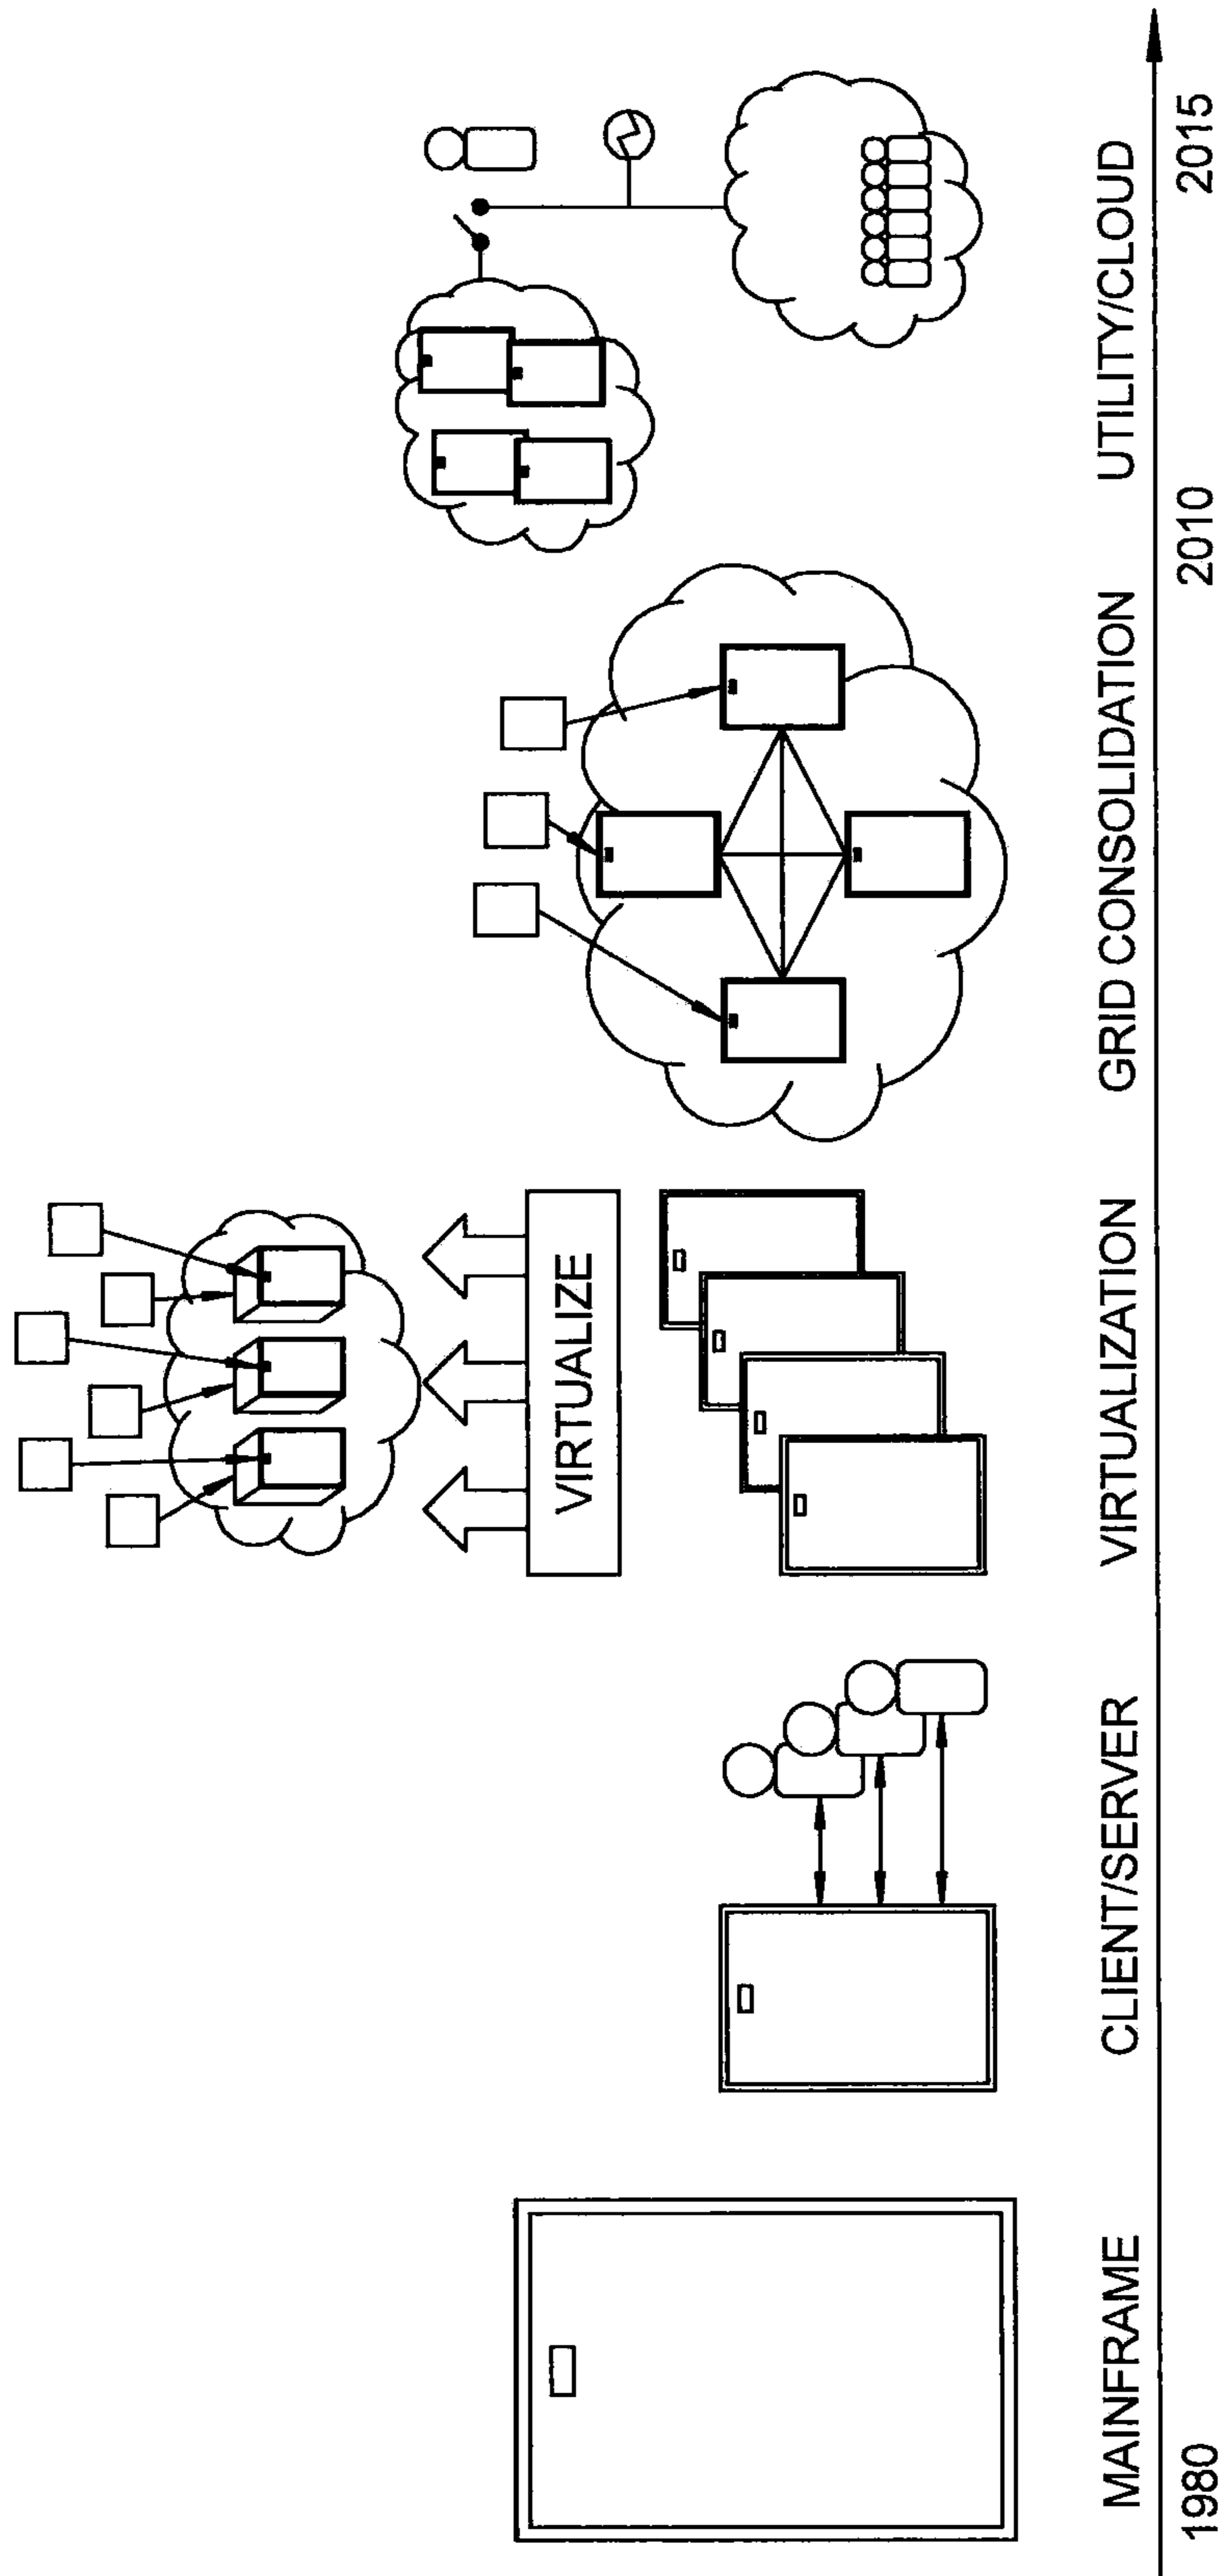 VIRTUALIZE
MAINFRAME
CLIENT/SERVER
VIRTUALIZATION
GRID CONSOLIDATION
UTILITY/CLOUD
1980
2010
2015